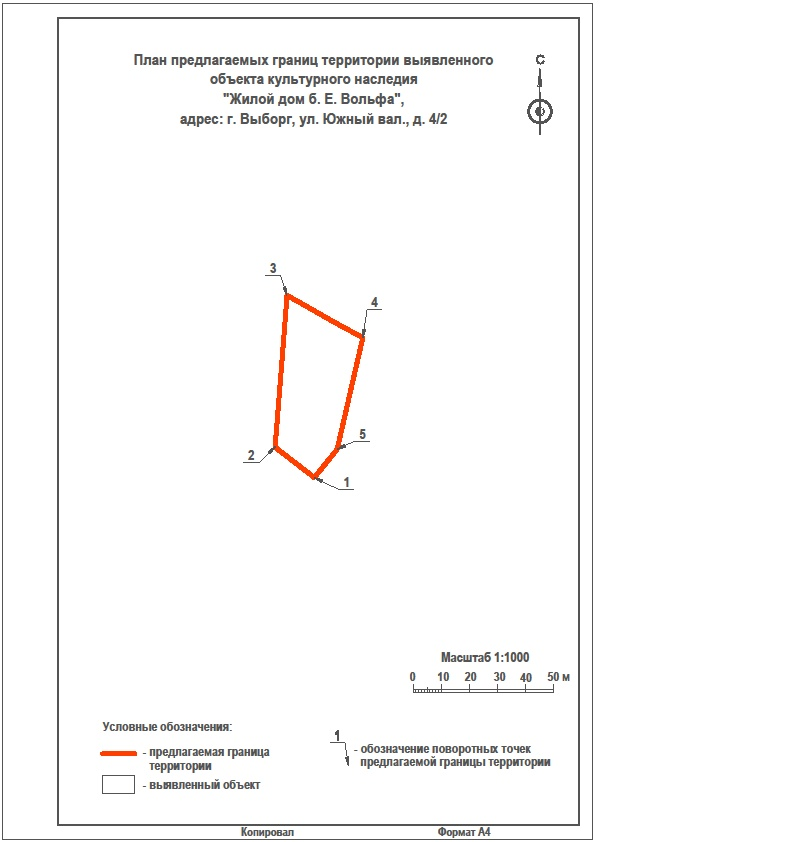 План предлагаемых границ территории выявленного
объекта культурного наследия
"Жилой дом б. Е. Вольфа",
адрес: г. Выборг, ул. Южный вал., д. 4/2
С
3
4
5
2
1
Масштаб 1:1000
0 10 20 30 40 50 м
Условные обозначения:
- предлагаемая граница
территории
- выявленный объект
1
- обозначение поворотных точек
предлагаемой границы территории
Копировал Формат А4